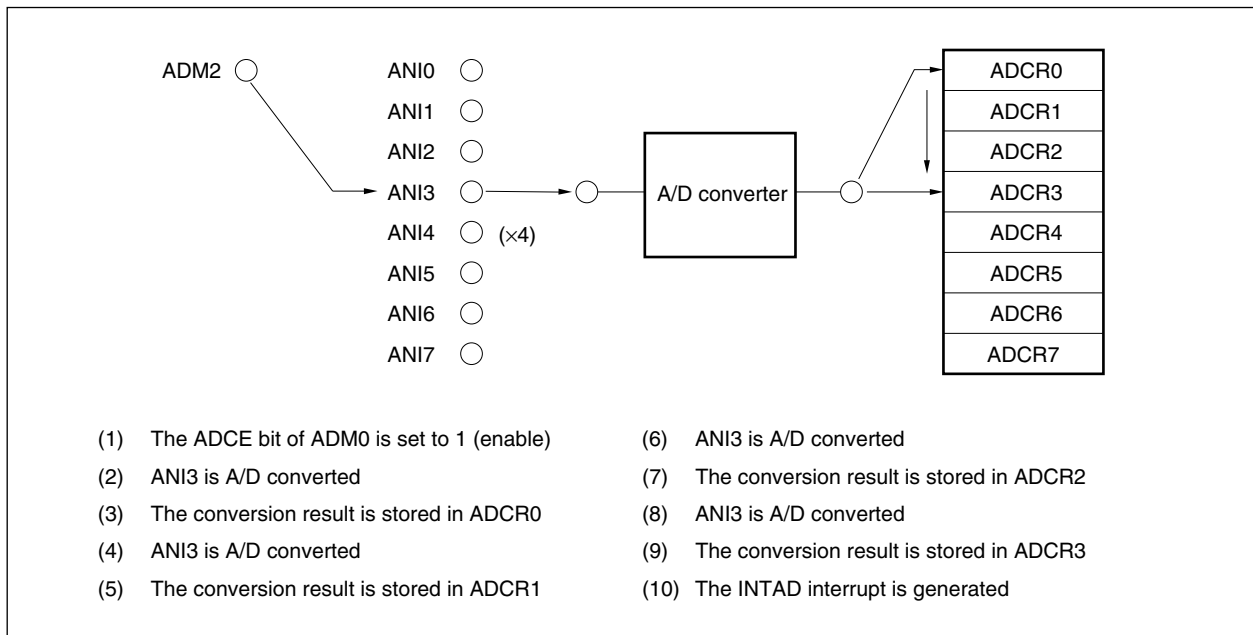 ADM2
ANI0
ANI1
ANI2
ANI3
ANI4 (×4)
ANI5
ANI6
ANI7
A/D converter
ADCR0
ADCR1
ADCR2
ADCR3
ADCR4
ADCR5
ADCR6
ADCR7
(1) The ADCE bit of ADM0 is set to 1 (enable)
(2) ANI3 is A/D converted
(3) The conversion result is stored in ADCR0
(4) ANI3 is A/D converted
(5) The conversion result is stored in ADCR1
(6) ANI3 is A/D converted
(7) The conversion result is stored in ADCR2
(8) ANI3 is A/D converted
(9) The conversion result is stored in ADCR3
(10) The INTAD interrupt is generated